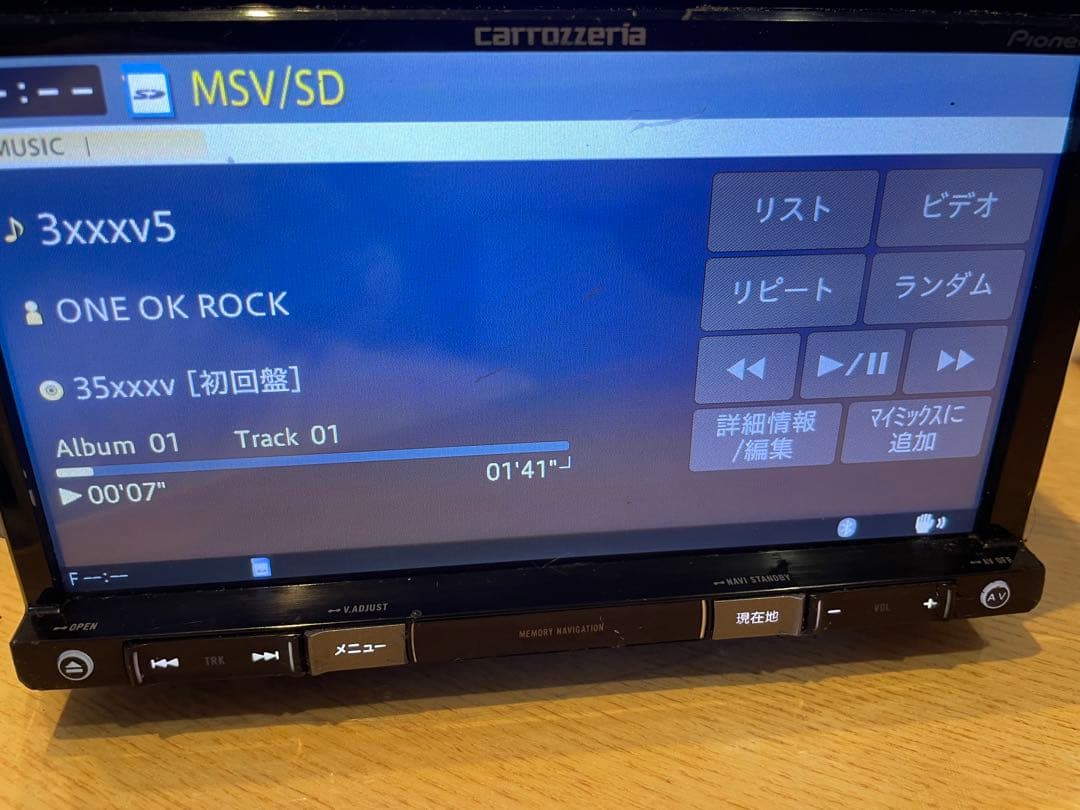 carrozzeria
Pioneer
--:--
SD
MSV/SD
MUSIC
3xxxv5
ONE OK ROCK
35xxxv [初回盤]
Album 01 Track 01
00'07" 01'41"
リスト ビデオ
リピート ランダム
詳細情報/編集
マイミックスに追加
F --:--
OPEN
V.ADJUST
NAVI STANDBY
AV OFF
TRK
メニュー
MEMORY NAVIGATION
現在地
- VOL +
AV